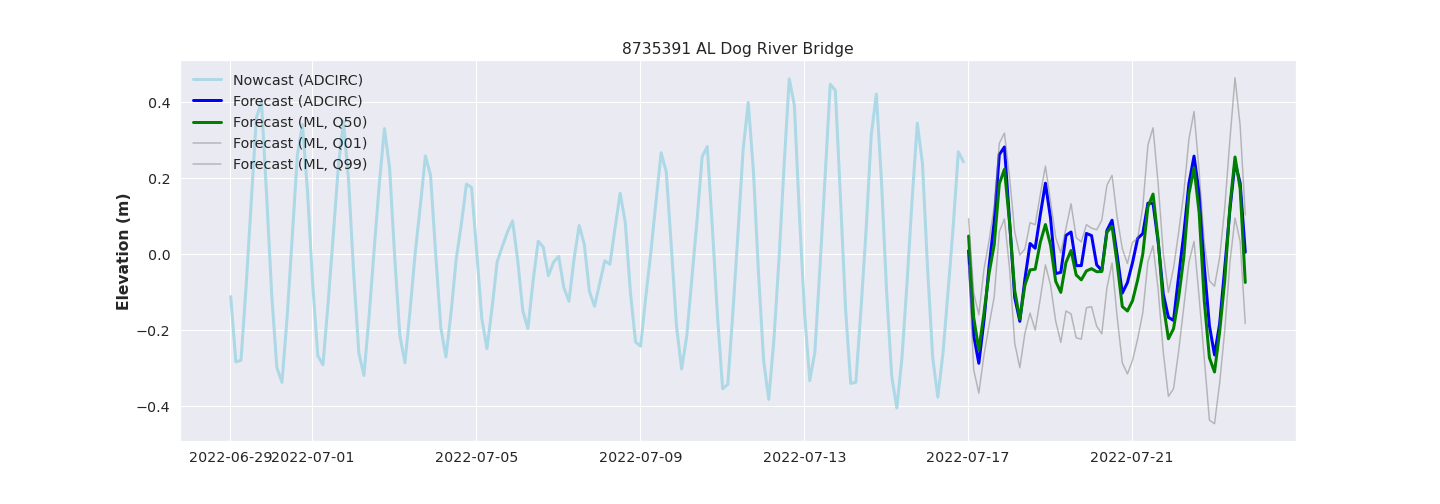 8735391 AL Dog River Bridge
Nowcast (ADCIRC)
Forecast (ADCIRC)
Forecast (ML, Q50)
Forecast (ML, Q01)
Forecast (ML, Q99)
Elevation (m)
0.4
0.2
0.0
−0.2
−0.4
2022-06-29 2022-07-01 2022-07-05 2022-07-09 2022-07-13 2022-07-17 2022-07-21